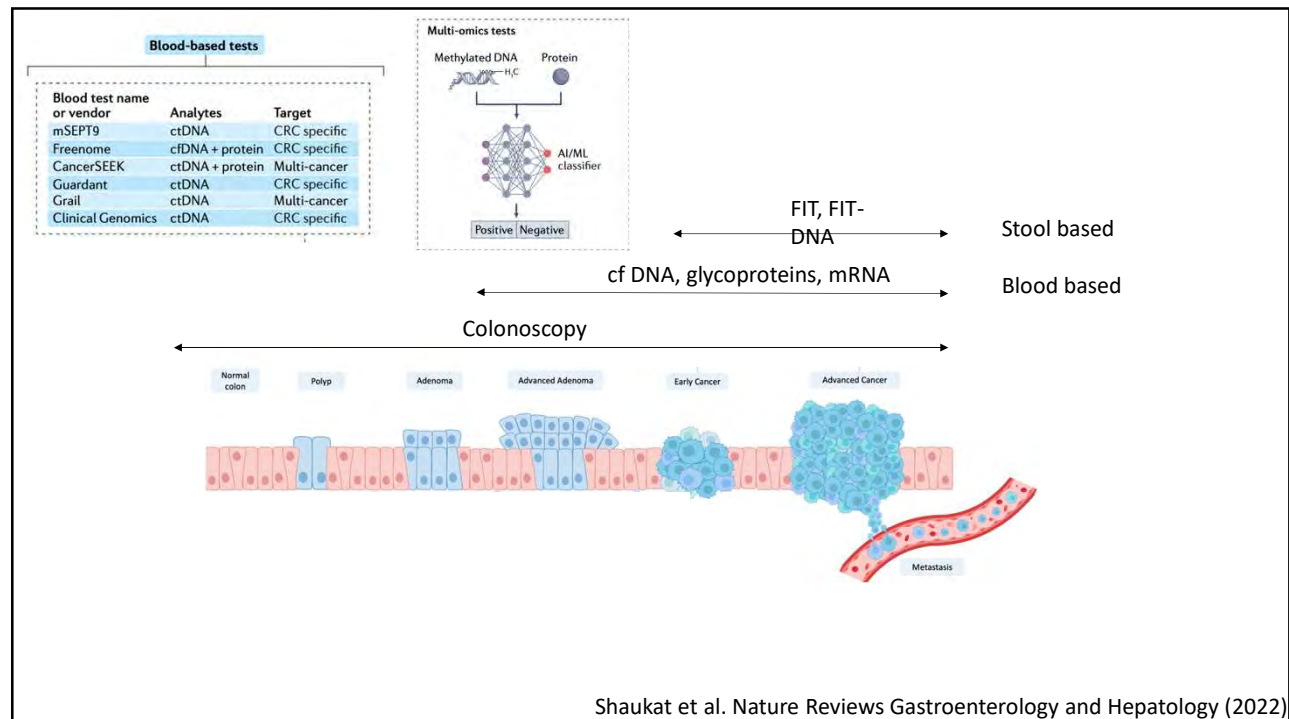 Blood-based tests
Blood test name
or vendor Analytes Target
mSEPT9 ctDNA CRC specific
Freenome cfDNA + protein CRC specific
CancerSEEK ctDNA + protein Multi-cancer
Guardant ctDNA CRC specific
Grail ctDNA Multi-cancer
Clinical Genomics ctDNA CRC specific
Multi-omics tests
Methylated DNA Protein
H₃C
AI/ML
classifier
Positive Negative
FIT, FIT-
DNA
Stool based
cf DNA, glycoproteins, mRNA
Blood based
Colonoscopy
Normal
colon
Polyp
Adenoma
Advanced Adenoma
Early Cancer
Advanced Cancer
Metastasis
Shaukat et al. Nature Reviews Gastroenterology and Hepatology (2022)